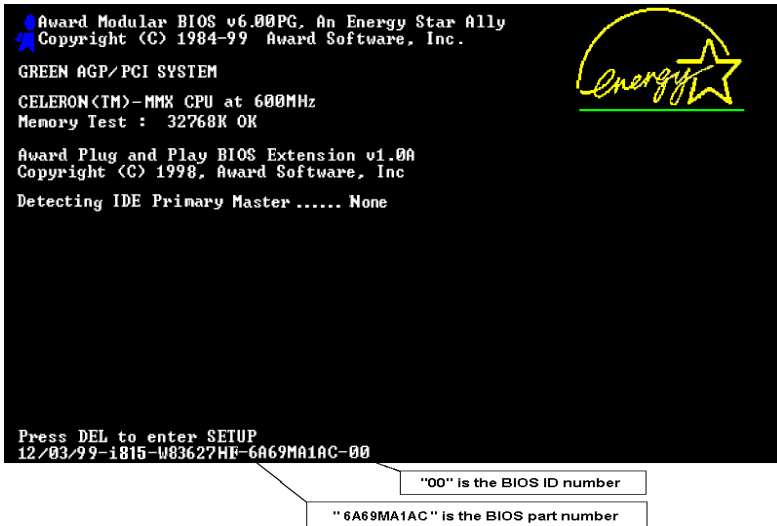 Award Modular BIOS v6.00PG, An Energy Star Ally
Copyright (C) 1984-99 Award Software, Inc.
energy
GREEN AGP/PCI SYSTEM
CELERON(TM)-MMX CPU at 600MHz
Memory Test : 32768K OK
Award Plug and Play BIOS Extension v1.0A
Copyright (C) 1998, Award Software, Inc
Detecting IDE Primary Master ...... None
Press DEL to enter SETUP
12/03/99-i815-W83627HF-6A69MA1AC-00
"00" is the BIOS ID number
"6A69MA1AC" is the BIOS part number